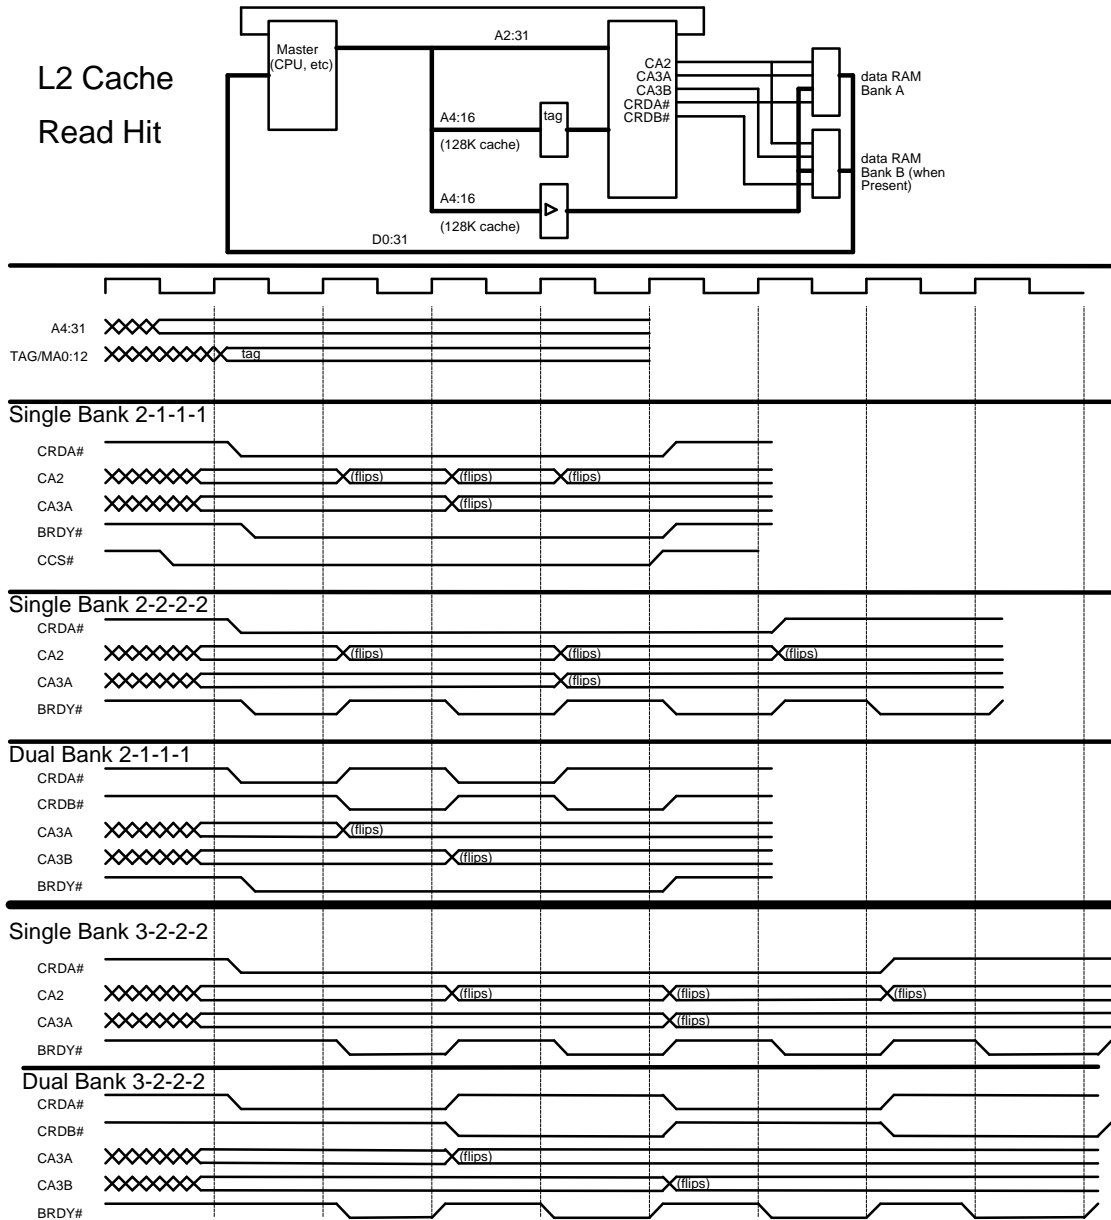 L2 Cache
Read Hit
Master
(CPU, etc)
A2:31
CA2
CA3A
CA3B
CRDA#
CRDB#
data RAM
Bank A
A4:16
(128K cache)
tag
data RAM
Bank B (when
Present)
A4:16
(128K cache)
D0:31
A4:31
TAG/MA0:12 tag
Single Bank 2-1-1-1
CRDA#
CA2 (flips) (flips) (flips)
CA3A (flips)
BRDY#
CCS#
Single Bank 2-2-2-2
CRDA#
CA2 (flips) (flips) (flips)
CA3A (flips)
BRDY#
Dual Bank 2-1-1-1
CRDA#
CRDB#
CA3A (flips)
CA3B (flips)
BRDY#
Single Bank 3-2-2-2
CRDA#
CA2 (flips) (flips) (flips)
CA3A (flips)
BRDY#
Dual Bank 3-2-2-2
CRDA#
CRDB#
CA3A (flips)
CA3B (flips)
BRDY#